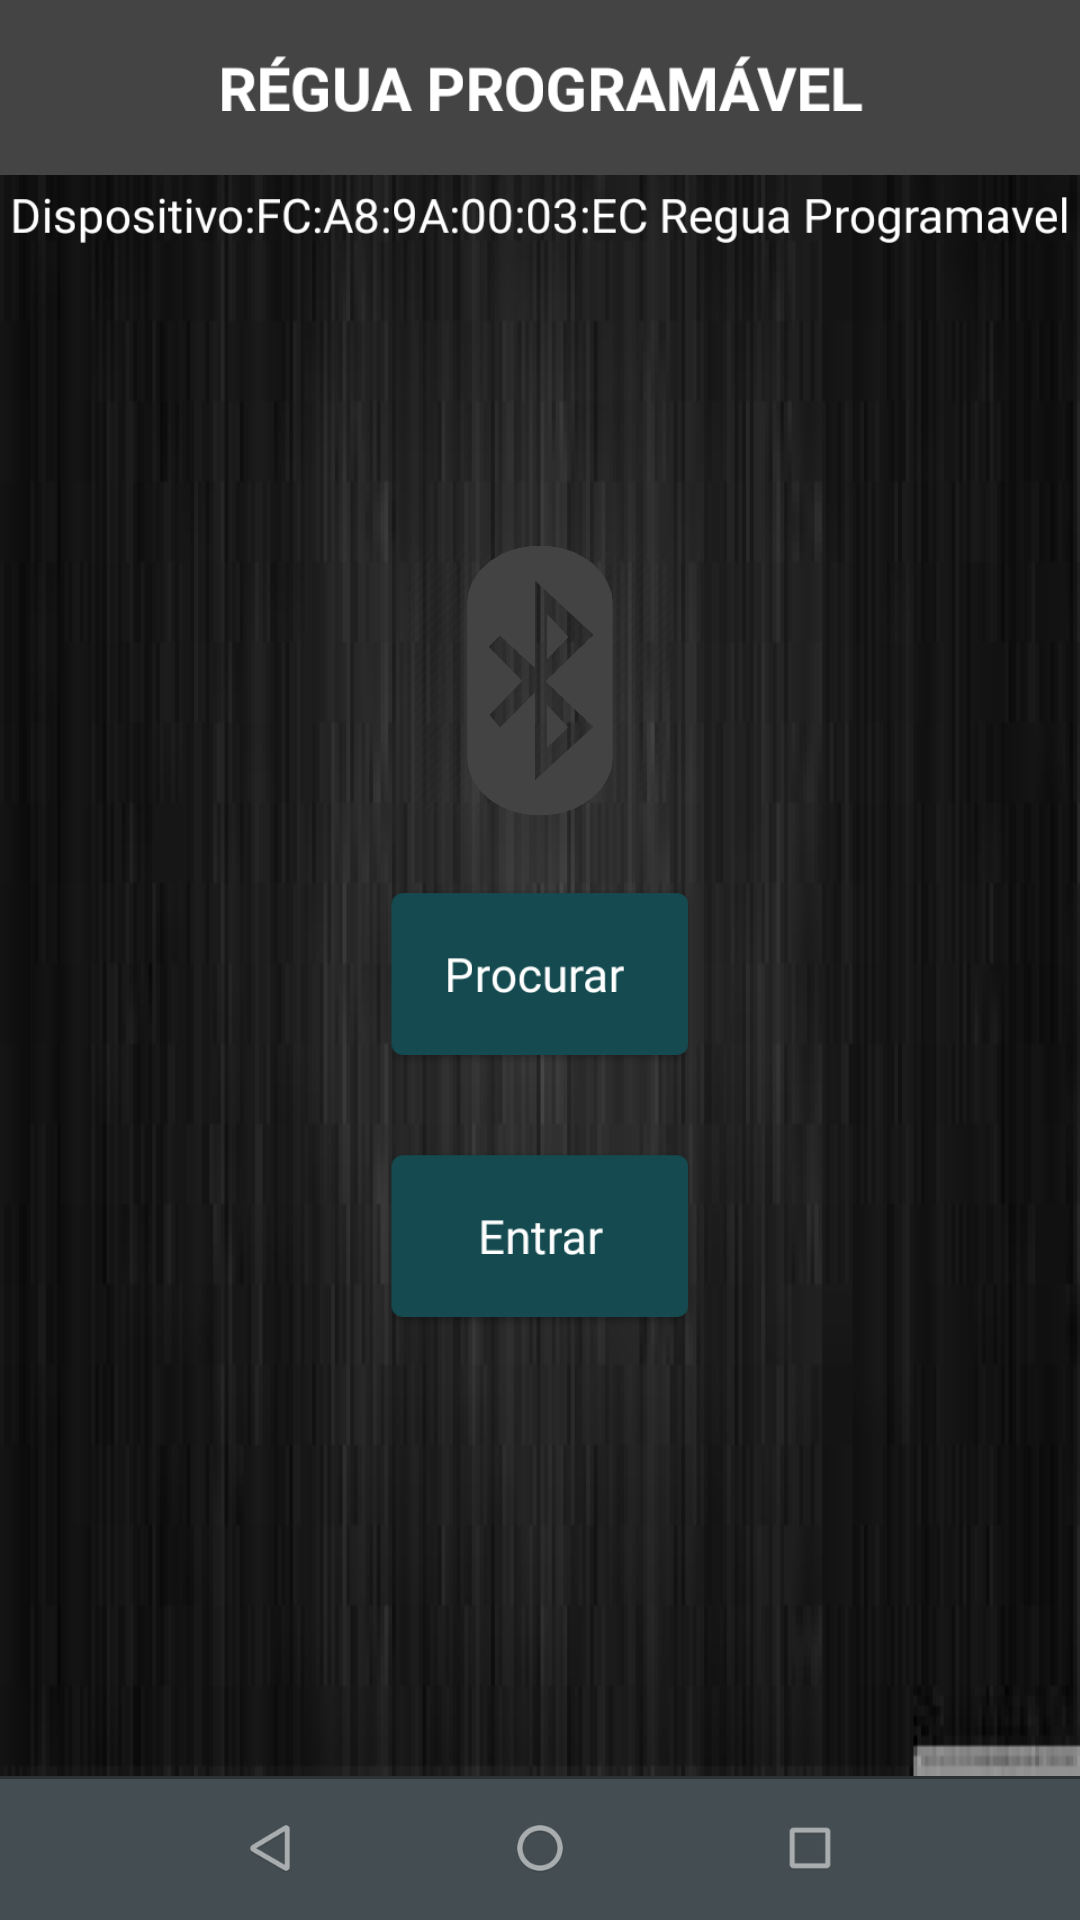 RÉGUA PROGRAMÁVEL
Dispositivo:FC:A8:9A:00:03:EC Regua Programavel
Procurar
Entrar